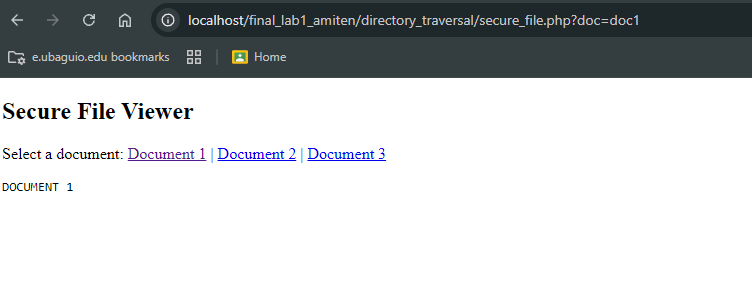 localhost/final_lab1_amiten/directory_traversal/secure_file.php?doc=doc1
e.ubaguio.edu bookmarks | Home
Secure File Viewer
Select a document: Document 1 | Document 2 | Document 3
DOCUMENT 1